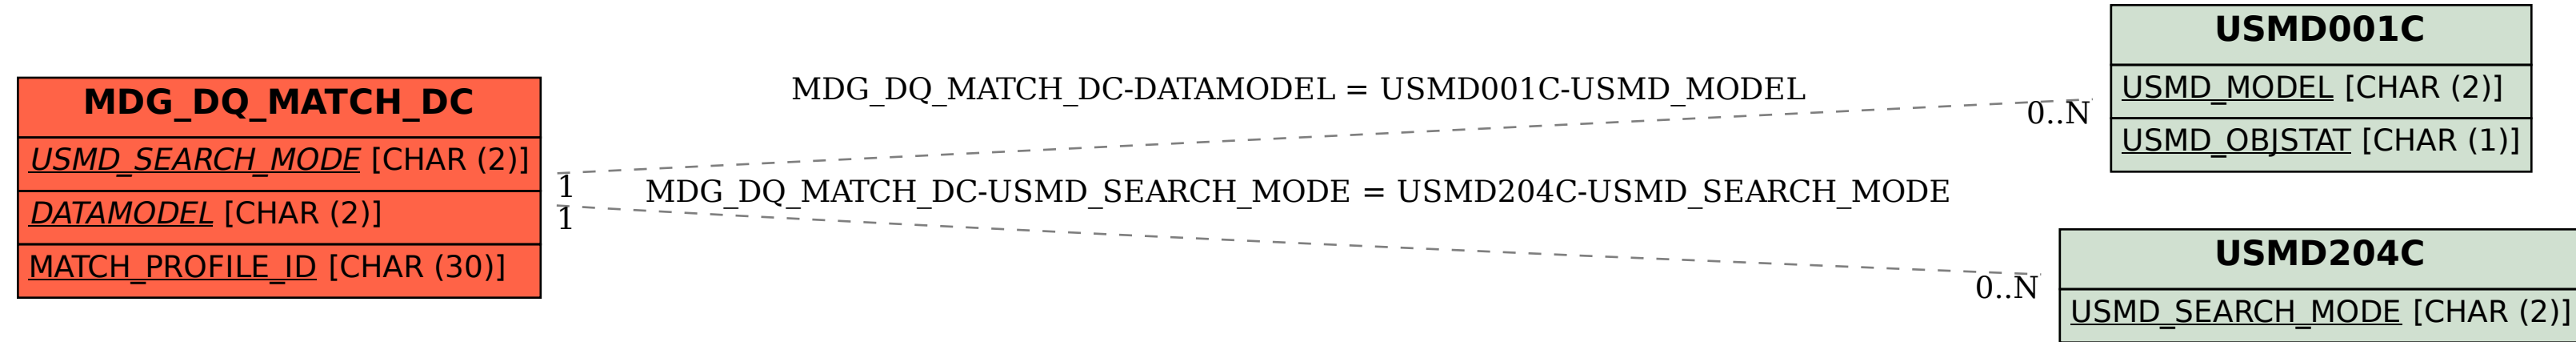 MDG_DQ_MATCH_DC
USMD_SEARCH_MODE [CHAR (2)]
DATAMODEL [CHAR (2)]
MATCH_PROFILE_ID [CHAR (30)]
MDG_DQ_MATCH_DC-DATAMODEL = USMD001C-USMD_MODEL
0..N
1
MDG_DQ_MATCH_DC-USMD_SEARCH_MODE = USMD204C-USMD_SEARCH_MODE
1
0..N
USMD001C
USMD_MODEL [CHAR (2)]
USMD_OBJSTAT [CHAR (1)]
USMD204C
USMD_SEARCH_MODE [CHAR (2)]